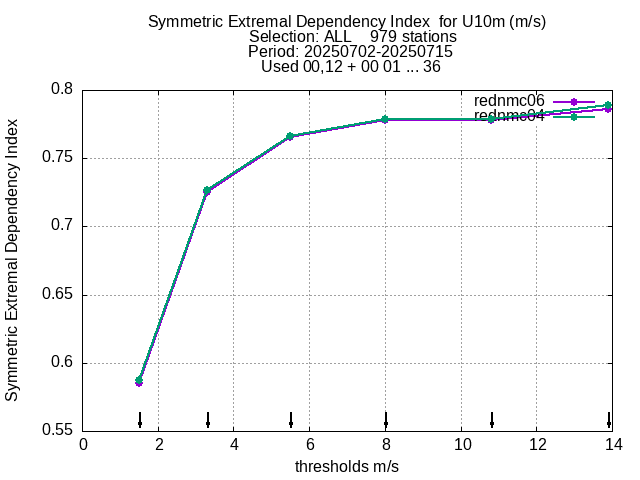 Symmetric Extremal Dependency Index  for U10m (m/s)
Selection: ALL    979 stations
Period: 20250702-20250715
Used 00,12 + 00 01 ... 36
rednmc06
rednmc04
Symmetric Extremal Dependency Index
0.8
0.75
0.7
0.65
0.6
0.55
0 2 4 6 8 10 12 14
thresholds m/s